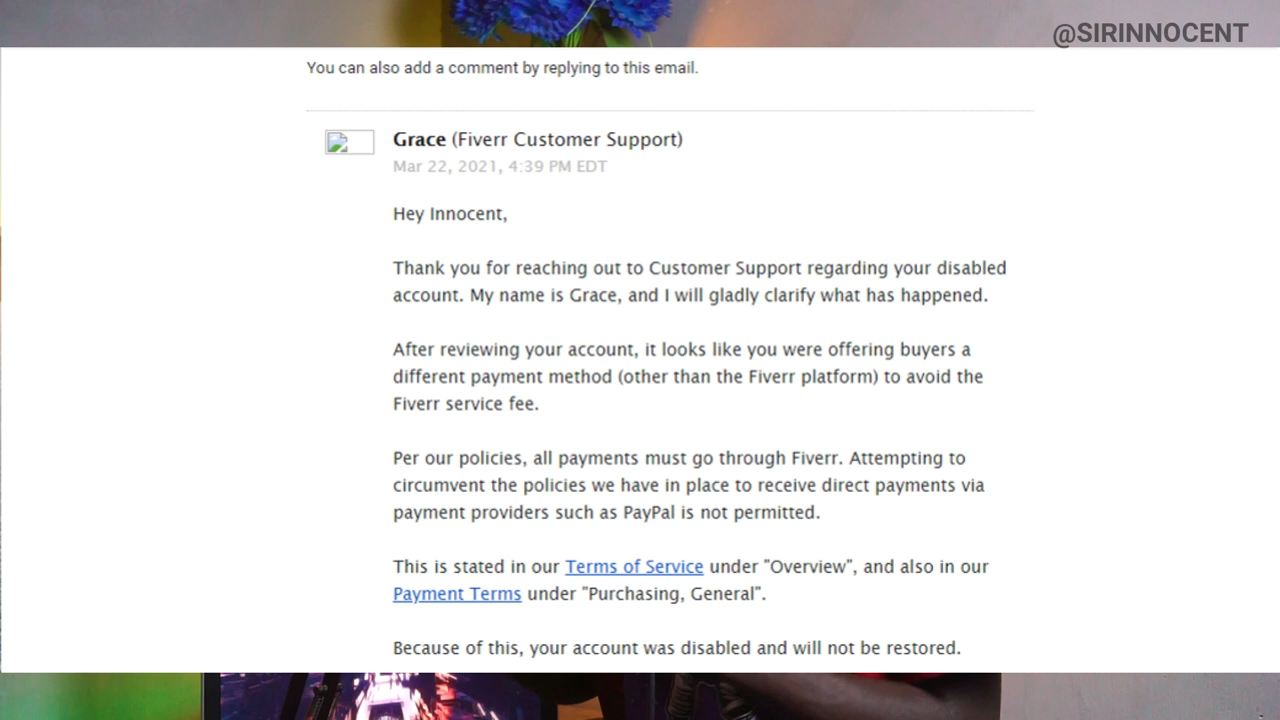 @SIRINNOCENT
You can also add a comment by replying to this email.
Grace (Fiverr Customer Support)
Mar 22, 2021, 4:39 PM EDT
Hey Innocent,
Thank you for reaching out to Customer Support regarding your disabled
account. My name is Grace, and I will gladly clarify what has happened.
After reviewing your account, it looks like you were offering buyers a
different payment method (other than the Fiverr platform) to avoid the
Fiverr service fee.
Per our policies, all payments must go through Fiverr. Attempting to
circumvent the policies we have in place to receive direct payments via
payment providers such as PayPal is not permitted.
This is stated in our Terms of Service under "Overview", and also in our
Payment Terms under "Purchasing, General".
Because of this, your account was disabled and will not be restored.